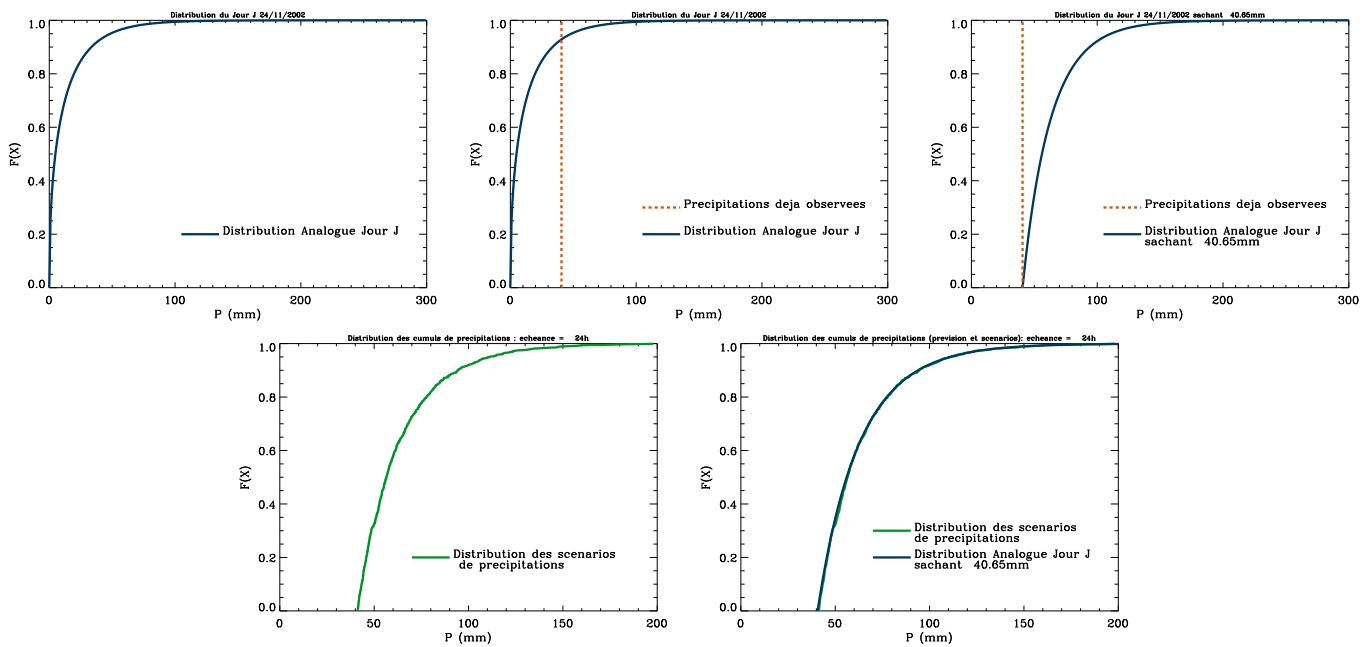 Distribution du Jour J 24/11/2002
1.0
0.8
0.6
0.4
0.2
0.0
F(X)
Distribution Analogue Jour J
0
100
200
300
P (mm)
Distribution du Jour J 24/11/2002
1.0
0.8
0.6
0.4
0.2
0.0
F(X)
Precipitations deja observees
Distribution Analogue Jour J
0
100
200
300
P (mm)
Distribution du Jour J 24/11/2002 sachant 40.65mm
1.0
0.8
0.6
0.4
0.2
0.0
F(X)
Precipitations deja observees
Distribution Analogue Jour J
sachant 40.65mm
0
100
200
300
P (mm)
Distribution des cumuls de precipitations : echeance = 24h
1.0
0.8
0.6
0.4
0.2
0.0
F(X)
Distribution des scenarios
de precipitations
0
50
100
150
200
P (mm)
Distribution des cumuls de precipitations (prevision et scenarios): echeance = 24h
1.0
0.8
0.6
0.4
0.2
0.0
F(X)
Distribution des scenarios
de precipitations
Distribution Analogue Jour J
sachant 40.65mm
0
50
100
150
200
P (mm)